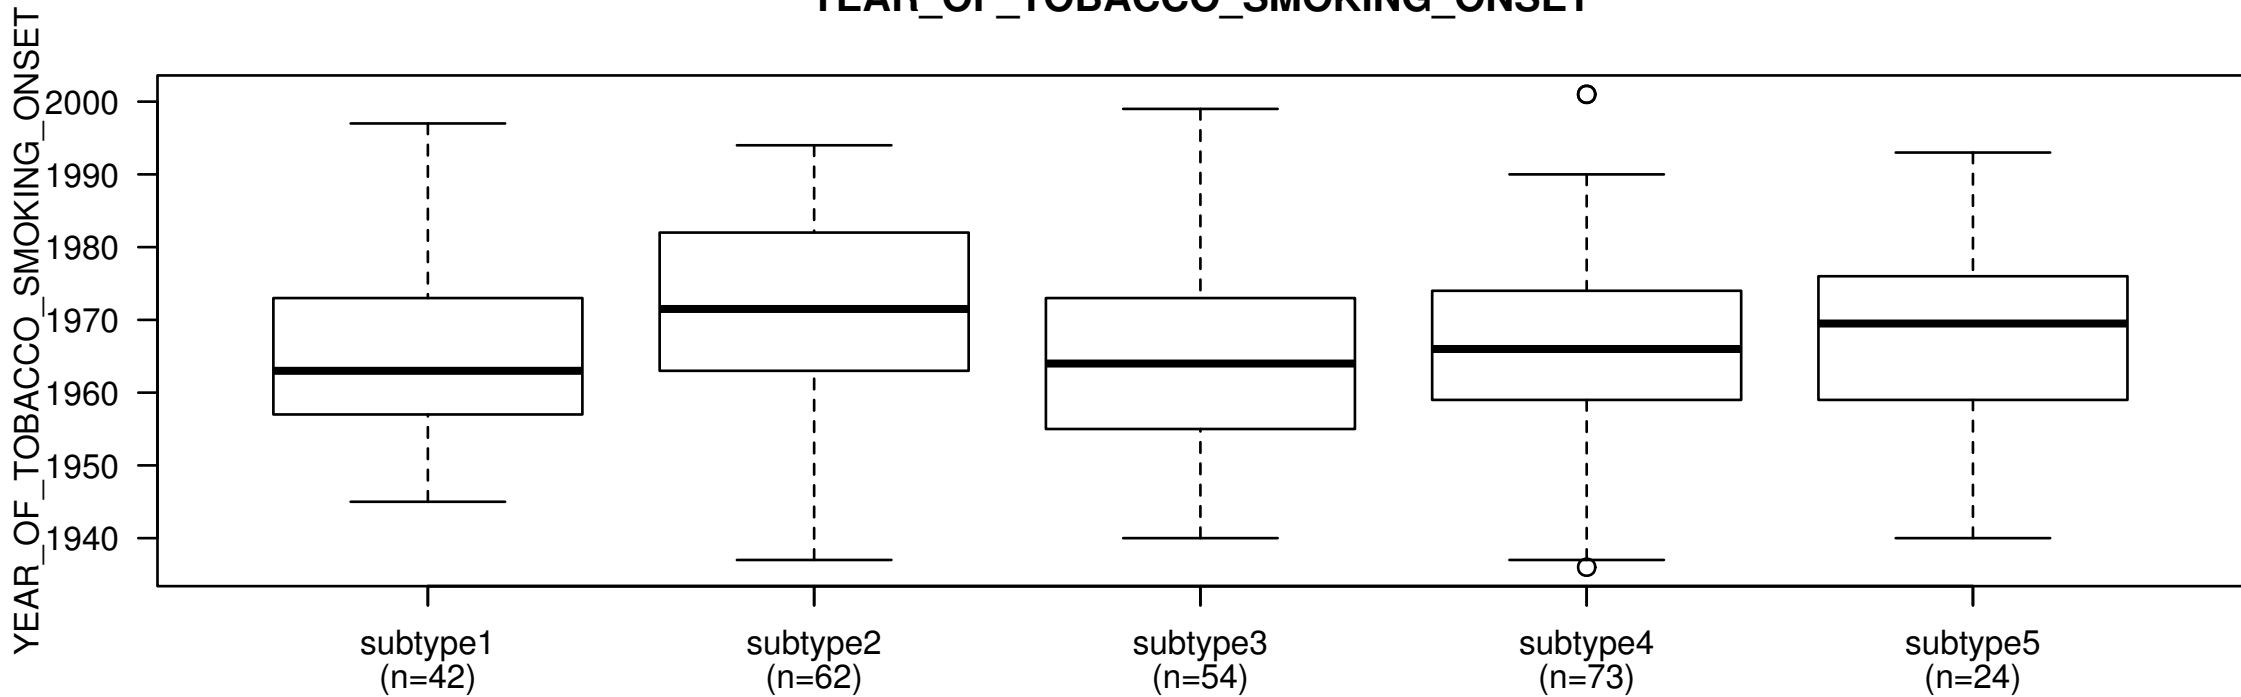 YEAR_OF_TOBACCO_SMOKING_ONSET
YEAR_OF_TOBACCO_SMOKING_ONSET
2000
1990
1980
1970
1960
1950
1940
subtype1 subtype2 subtype3 subtype4 subtype5
(n=42) (n=62) (n=54) (n=73) (n=24)